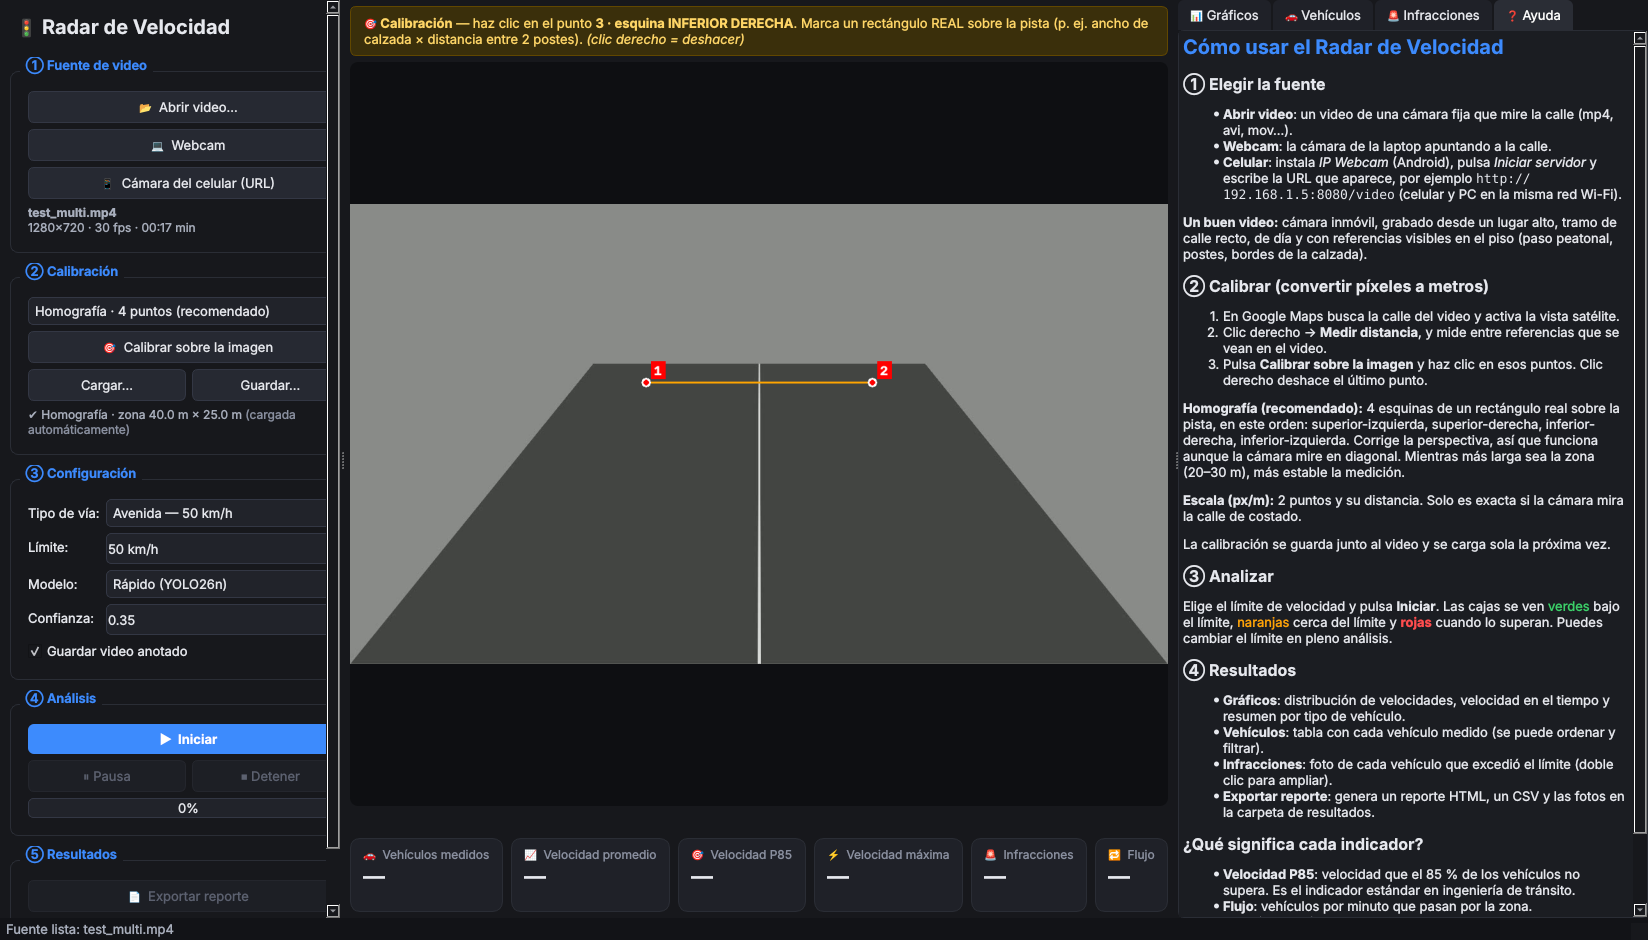 🚦 Radar de Velocidad
① Fuente de video
📂 Abrir video...
💻 Webcam
📱 Cámara del celular (URL)
test_multi.mp4
1280×720 · 30 fps · 00:17 min
② Calibración
Homografía · 4 puntos (recomendado)
🎯 Calibrar sobre la imagen
Cargar...
Guardar...
✔ Homografía · zona 40.0 m × 25.0 m (cargada
automáticamente)
③ Configuración
Tipo de vía: Avenida — 50 km/h
Límite: 50 km/h
Modelo: Rápido (YOLO26n)
Confianza: 0.35
✓ Guardar video anotado
④ Análisis
▶ Iniciar
⏸ Pausa
⏹ Detener
0%
⑤ Resultados
📄 Exportar reporte
Fuente lista: test_multi.mp4
🎯 Calibración — haz clic en el punto 3 · esquina INFERIOR DERECHA. Marca un rectángulo REAL sobre la pista (p. ej. ancho de
calzada × distancia entre 2 postes). (clic derecho = deshacer)
1
2
🚗 Vehículos medidos
—
📈 Velocidad promedio
—
🎯 Velocidad P85
—
⚡ Velocidad máxima
—
🚨 Infracciones
—
🔁 Flujo
—
📊 Gráficos
🚗 Vehículos
🚨 Infracciones
❓ Ayuda
Cómo usar el Radar de Velocidad
① Elegir la fuente
• Abrir video: un video de una cámara fija que mire la calle (mp4,
avi, mov...).
• Webcam: la cámara de la laptop apuntando a la calle.
• Celular: instala IP Webcam (Android), pulsa Iniciar servidor y
escribe la URL que aparece, por ejemplo http://
192.168.1.5:8080/video (celular y PC en la misma red Wi-Fi).
Un buen video: cámara inmóvil, grabado desde un lugar alto, tramo de
calle recto, de día y con referencias visibles en el piso (paso peatonal,
postes, bordes de la calzada).
② Calibrar (convertir píxeles a metros)
1. En Google Maps busca la calle del video y activa la vista satélite.
2. Clic derecho → Medir distancia, y mide entre referencias que se
vean en el video.
3. Pulsa Calibrar sobre la imagen y haz clic en esos puntos. Clic
derecho deshace el último punto.
Homografía (recomendado): 4 esquinas de un rectángulo real sobre la
pista, en este orden: superior-izquierda, superior-derecha, inferior-
derecha, inferior-izquierda. Corrige la perspectiva, así que funciona
aunque la cámara mire en diagonal. Mientras más larga sea la zona
(20–30 m), más estable la medición.
Escala (px/m): 2 puntos y su distancia. Solo es exacta si la cámara mira
la calle de costado.
La calibración se guarda junto al video y se carga sola la próxima vez.
③ Analizar
Elige el límite de velocidad y pulsa Iniciar. Las cajas se ven verdes bajo
el límite, naranjas cerca del límite y rojas cuando lo superan. Puedes
cambiar el límite en pleno análisis.
④ Resultados
• Gráficos: distribución de velocidades, velocidad en el tiempo y
resumen por tipo de vehículo.
• Vehículos: tabla con cada vehículo medido (se puede ordenar y
filtrar).
• Infracciones: foto de cada vehículo que excedió el límite (doble
clic para ampliar).
• Exportar reporte: genera un reporte HTML, un CSV y las fotos en
la carpeta de resultados.
¿Qué significa cada indicador?
• Velocidad P85: velocidad que el 85 % de los vehículos no
supera. Es el indicador estándar en ingeniería de tránsito.
• Flujo: vehículos por minuto que pasan por la zona.